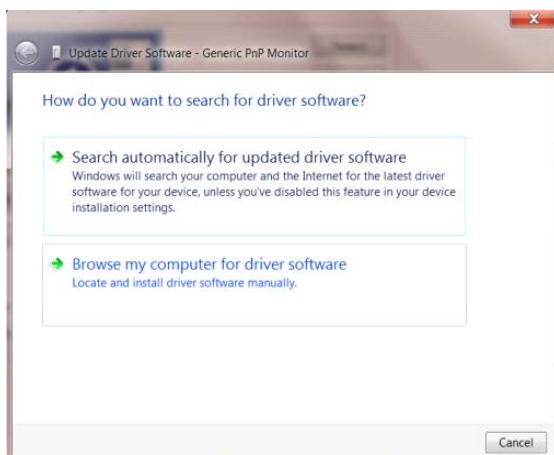 Update Driver Software - Generic PnP Monitor
How do you want to search for driver software?
Search automatically for updated driver software
Windows will search your computer and the Internet for the latest driver
software for your device, unless you've disabled this feature in your device
installation settings.
Browse my computer for driver software
Locate and install driver software manually.
Cancel